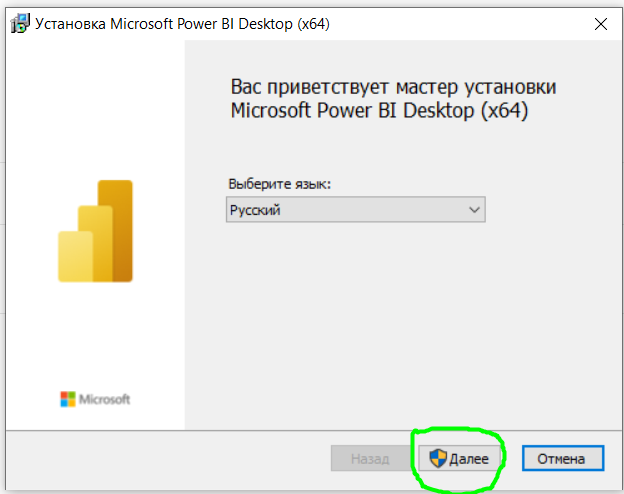 Установка Microsoft Power BI Desktop (x64)
Вас приветствует мастер установки
Microsoft Power BI Desktop (x64)
Выберите язык:
Русский
Microsoft
Назад
Далее
Отмена